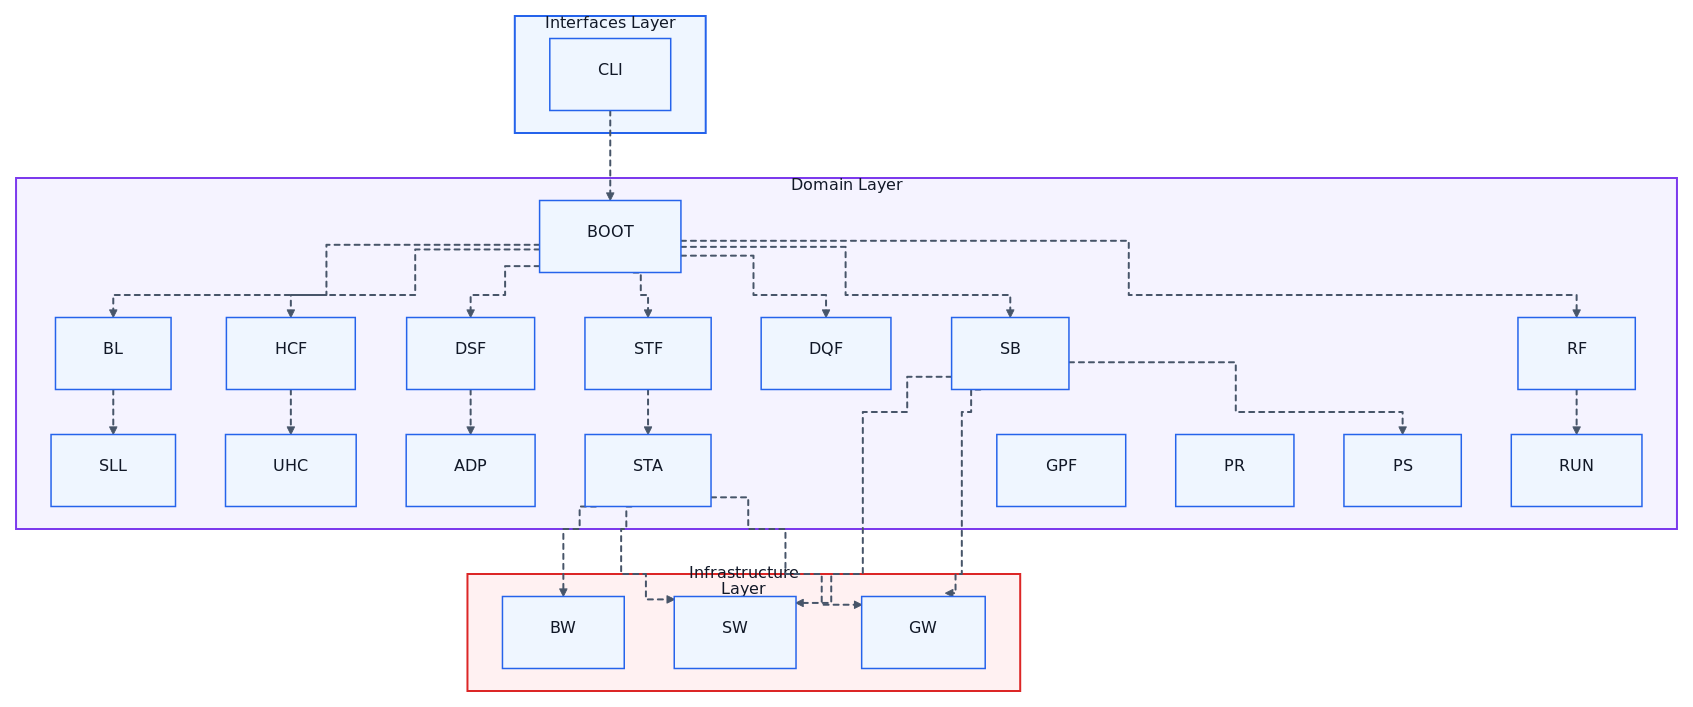 Interfaces Layer
CLI
Domain Layer
BOOT
BL
HCF
DSF
STF
DQF
SB
RF
SLL
UHC
ADP
STA
GPF
PR
PS
RUN
Infrastructure
Layer
BW
SW
GW